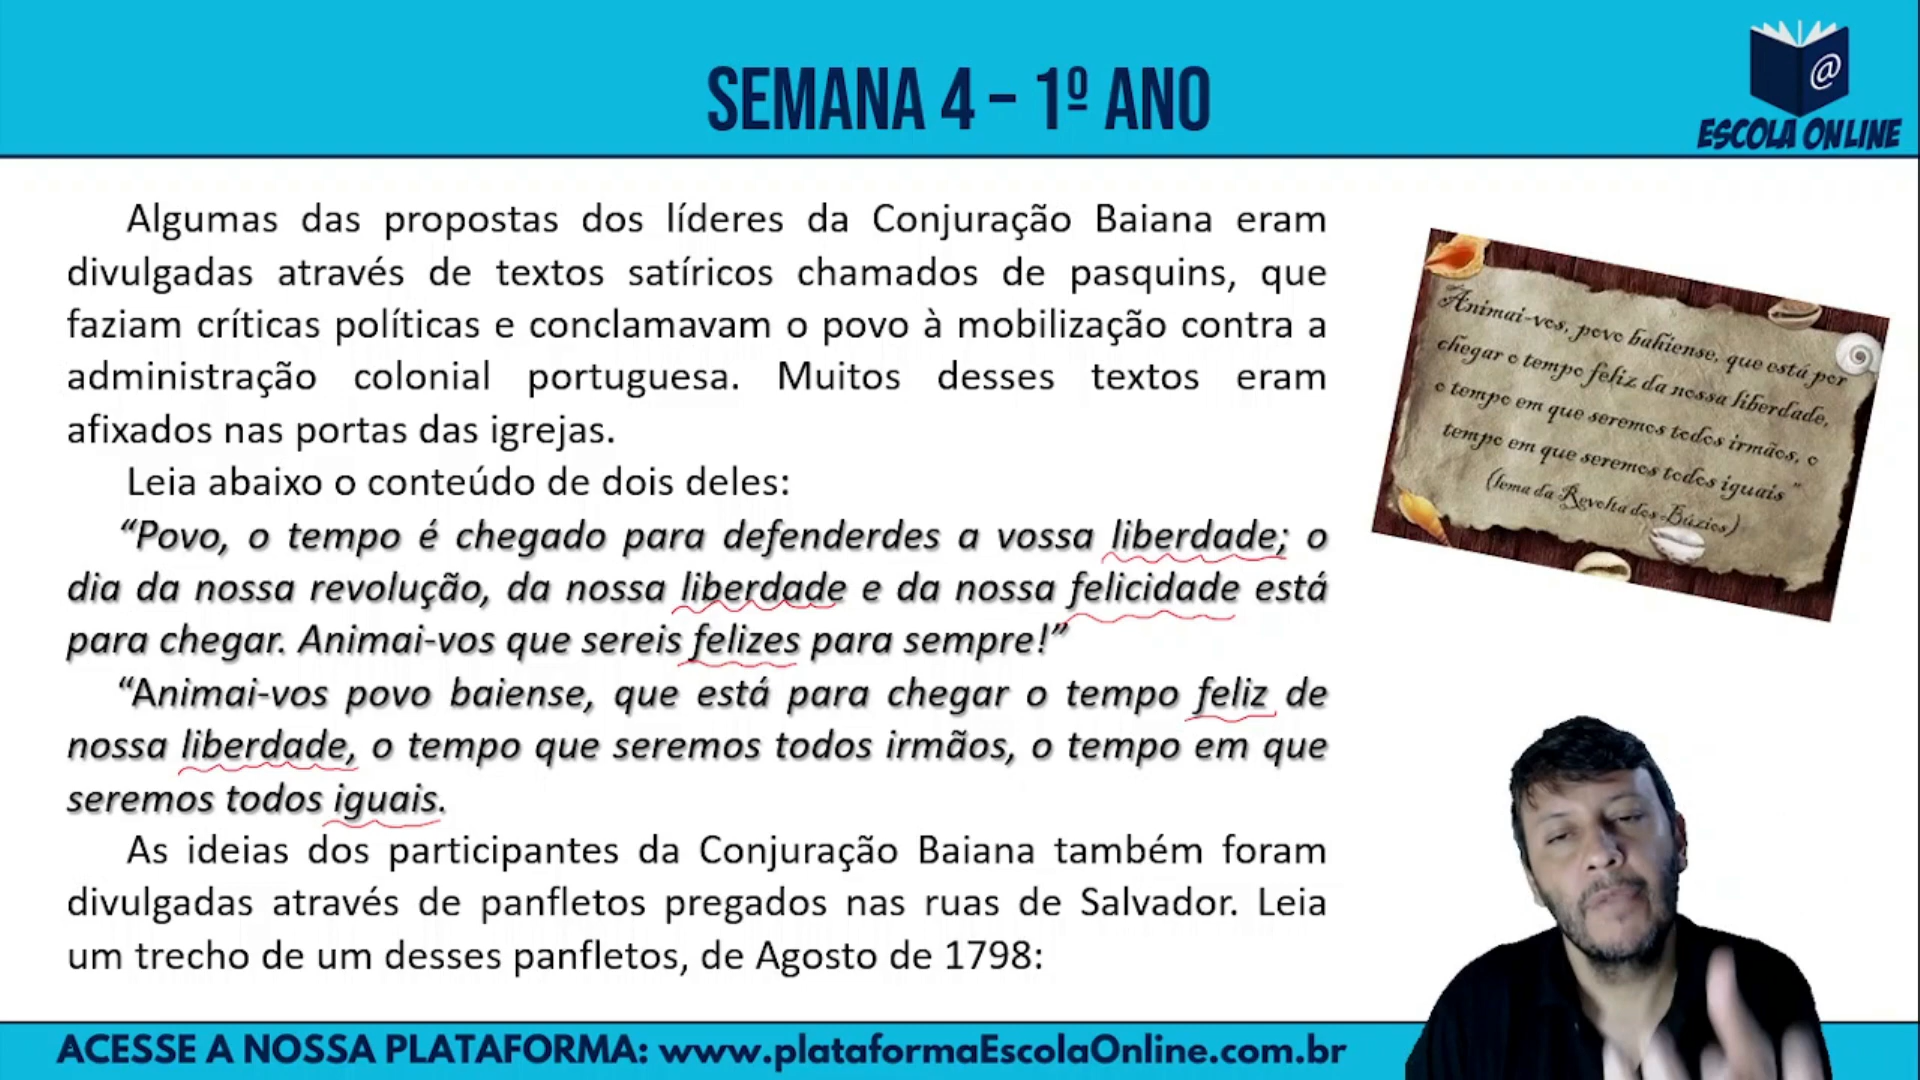 SEMANA 4 – 1º ANO
@
ESCOLA ONLINE
Algumas das propostas dos líderes da Conjuração Baiana eram
divulgadas através de textos satíricos chamados de pasquins, que
faziam críticas políticas e conclamavam o povo à mobilização contra a
administração colonial portuguesa. Muitos desses textos eram
afixados nas portas das igrejas.
Leia abaixo o conteúdo de dois deles:
“Povo, o tempo é chegado para defenderdes a vossa liberdade; o
dia da nossa revolução, da nossa liberdade e da nossa felicidade está
para chegar. Animai-vos que sereis felizes para sempre!”
“Animai-vos povo baiense, que está para chegar o tempo feliz de
nossa liberdade, o tempo que seremos todos irmãos, o tempo em que
seremos todos iguais.
As ideias dos participantes da Conjuração Baiana também foram
divulgadas através de panfletos pregados nas ruas de Salvador. Leia
um trecho de um desses panfletos, de Agosto de 1798:
Animai-vos, povo bahiense, que está por
chegar o tempo feliz da nossa liberdade,
o tempo em que seremos todos irmãos, o
tempo em que seremos todos iguais”
(lema da Revolta dos Búzios)
ACESSE A NOSSA PLATAFORMA: www.plataformaEscolaOnline.com.br